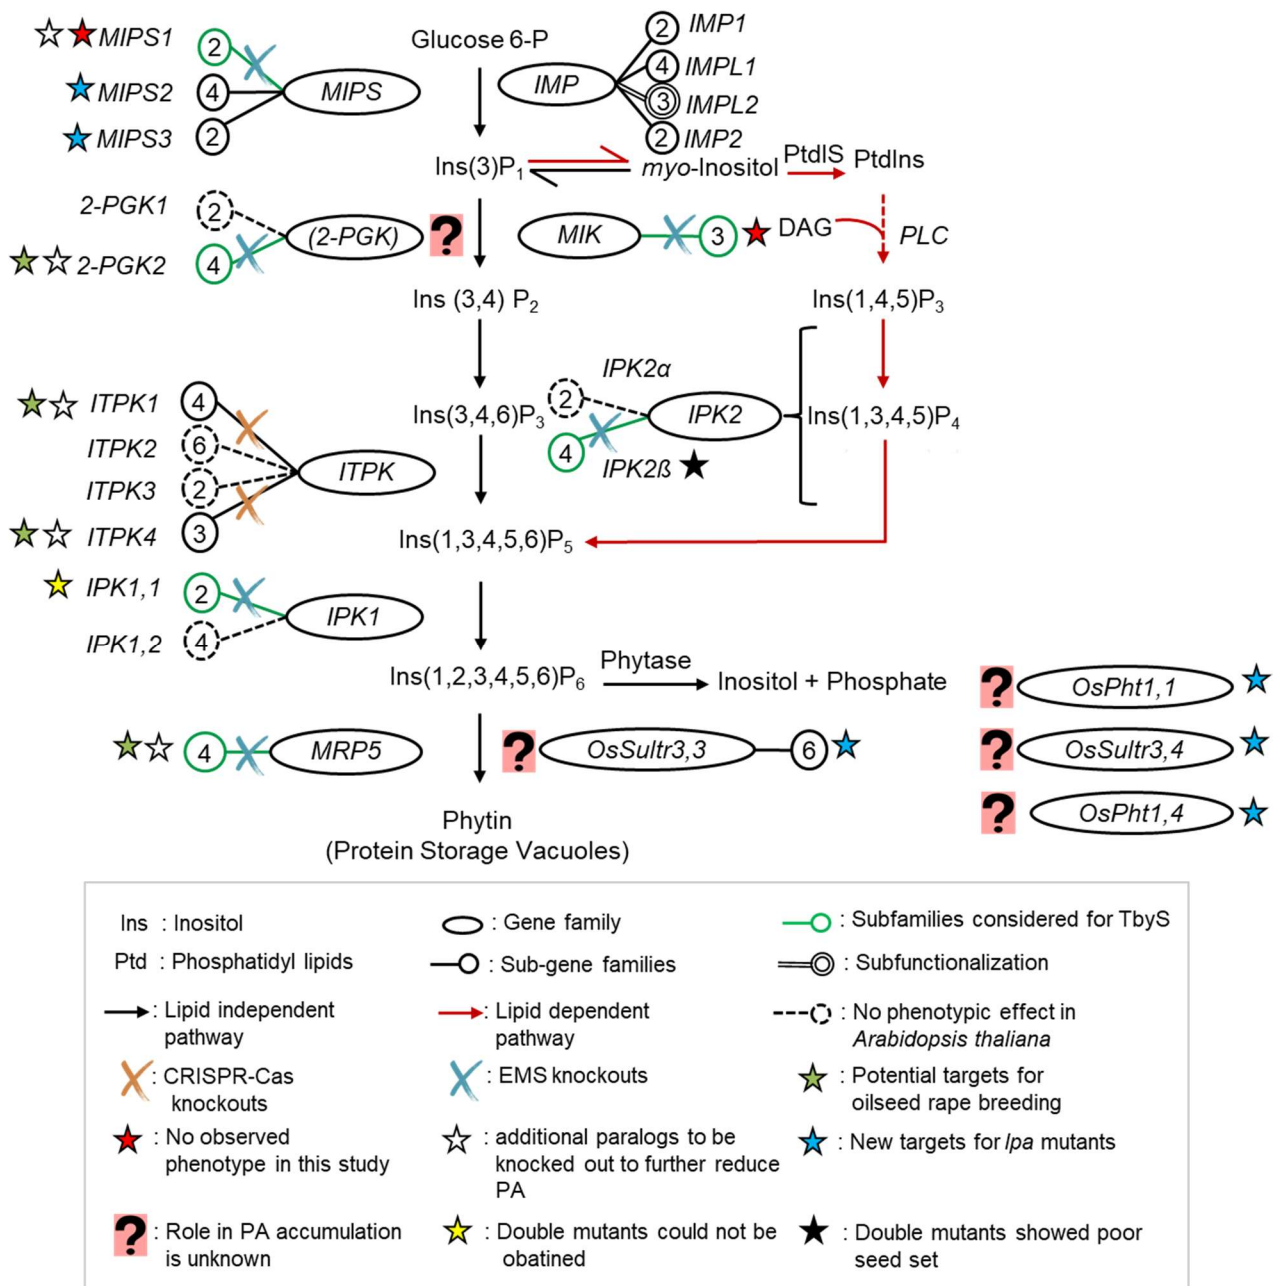 MIPS1
2
Glucose 6-P
2
IMP1
MIPS2
4
MIPS
IMP
4
IMPL1
3
IMPL2
MIPS3
2
2
IMP2
Ins(3)P1
myo-Inositol
PtdIS
PtdIns
2-PGK1
2
(2-PGK)
?
MIK
3
DAG
PLC
2-PGK2
4
Ins (3,4) P2
Ins(1,4,5)P3
IPK2α
ITPK1
4
2
Ins(3,4,6)P3
IPK2
Ins(1,3,4,5)P4
ITPK2
6
4
IPK2ß
ITPK
ITPK3
2
ITPK4
3
Ins(1,3,4,5,6)P5
IPK1,1
2
IPK1
IPK1,2
4
Ins(1,2,3,4,5,6)P6
Phytase
Inositol + Phosphate
?
OsPht1,1
4
MRP5
?
OsSultr3,3
6
?
OsSultr3,4
?
OsPht1,4
Phytin
(Protein Storage Vacuoles)
Ins : Inositol
: Gene family
: Subfamilies considered for TbyS
Ptd : Phosphatidyl lipids
: Sub-gene families
: Subfunctionalization
: Lipid independent
pathway
: Lipid dependent
pathway
: No phenotypic effect in
Arabidopsis thaliana
: CRISPR-Cas
knockouts
: EMS knockouts
: Potential targets for
oilseed rape breeding
: No observed
phenotype in this study
: additional paralogs to be
knocked out to further reduce
PA
: New targets for lpa mutants
?
: Role in PA accumulation
is unknown
: Double mutants could not be
obatined
: Double mutants showed poor
seed set